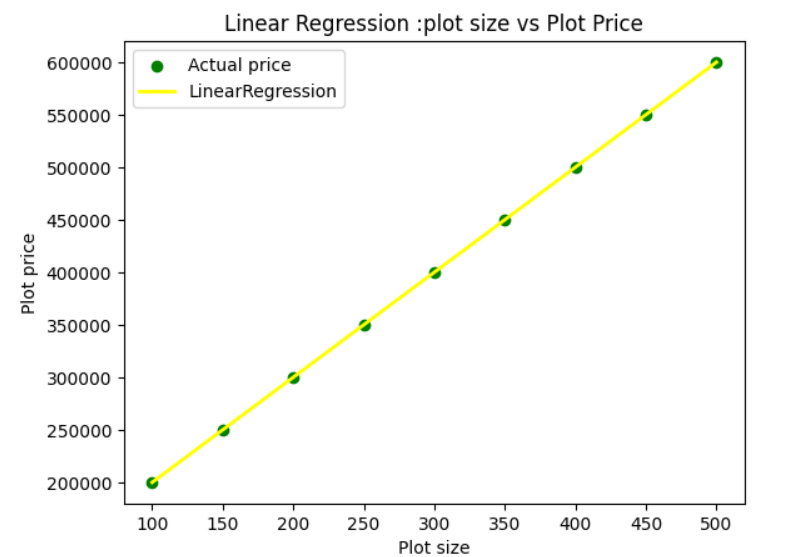 Linear Regression :plot size vs Plot Price
Actual price
LinearRegression
Plot price
600000
550000
500000
450000
400000
350000
300000
250000
200000
100 150 200 250 300 350 400 450 500
Plot size